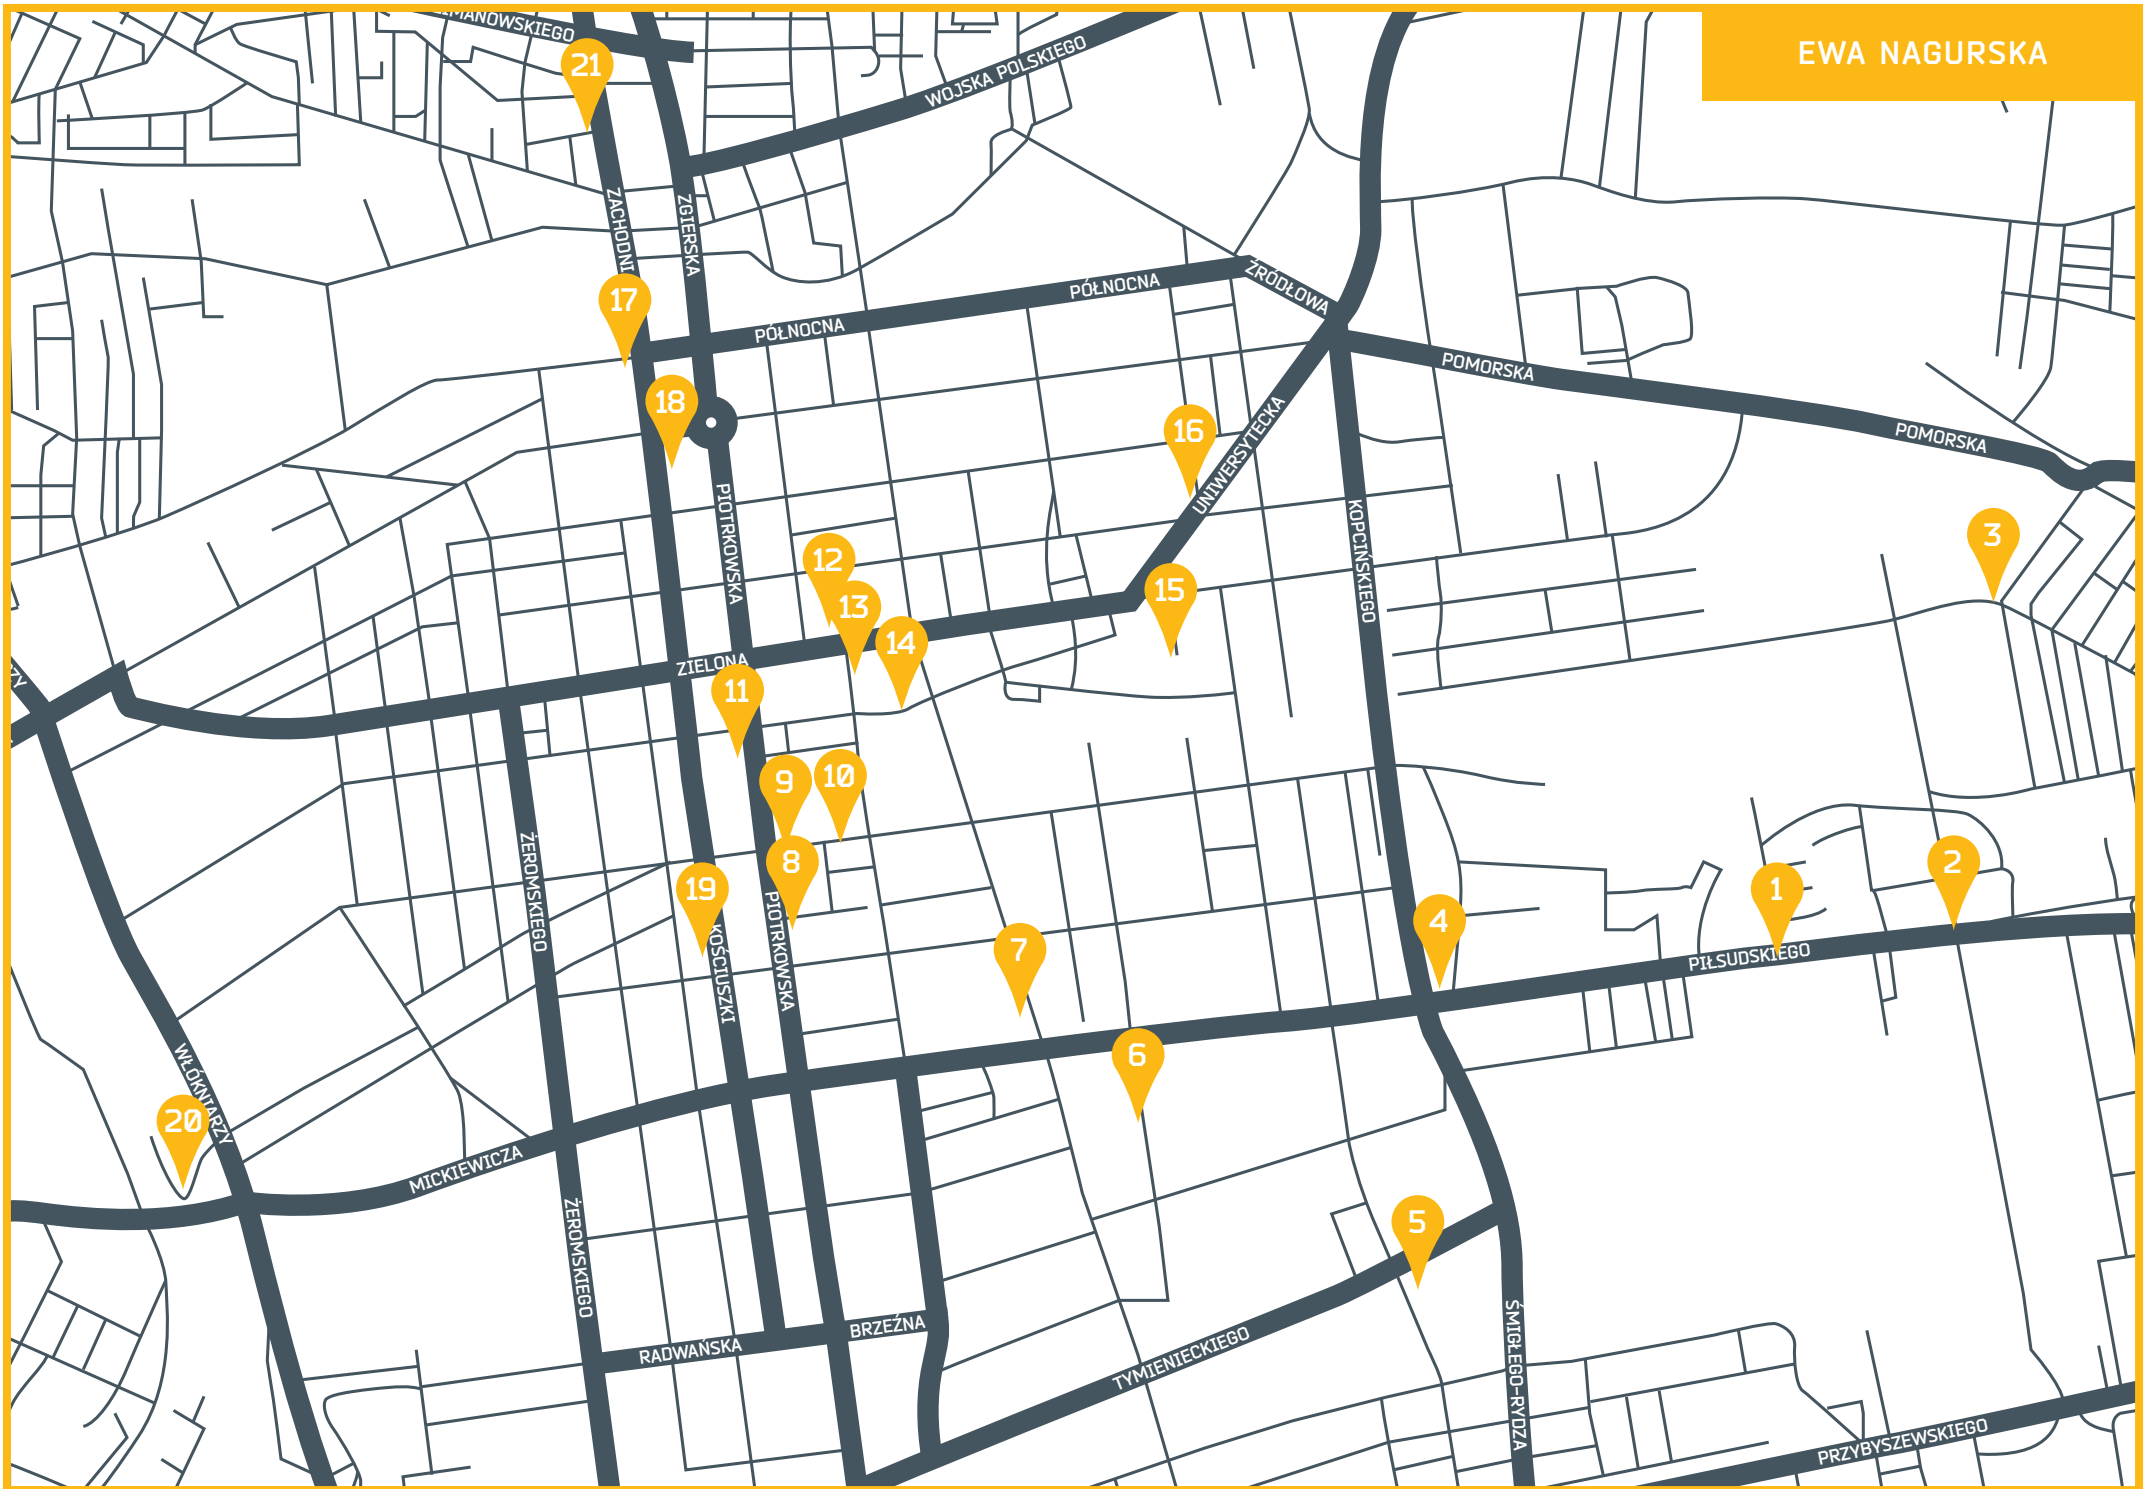 EWA NAGURSKA
WOJSKA POLSKIEGO
21
ZGIERSKA
PÓŁNOCNA
ŹRÓDŁOWA
17
PÓŁNOCNA
POMORSKA
18
16
UNIWERSYTECKA
POMORSKA
PIOTRKOWSKA
KOPCIŃSKIEGO
3
12
13
15
14
ZIELONA
11
9
10
8
19
ŻEROMSKIEGO
PIOTRKOWSKA
KOŚCIUSZKI
7
4
1
2
PIŁSUDSKIEGO
6
WŁÓKNIARZY
20
MICKIEWICZA
ŻEROMSKIEGO
5
RADWAŃSKA
BRZEŹNA
TYMIENIECKIEGO
ŚMIGŁEGO-RYDZA
PRZYBYSZEWSKIEGO